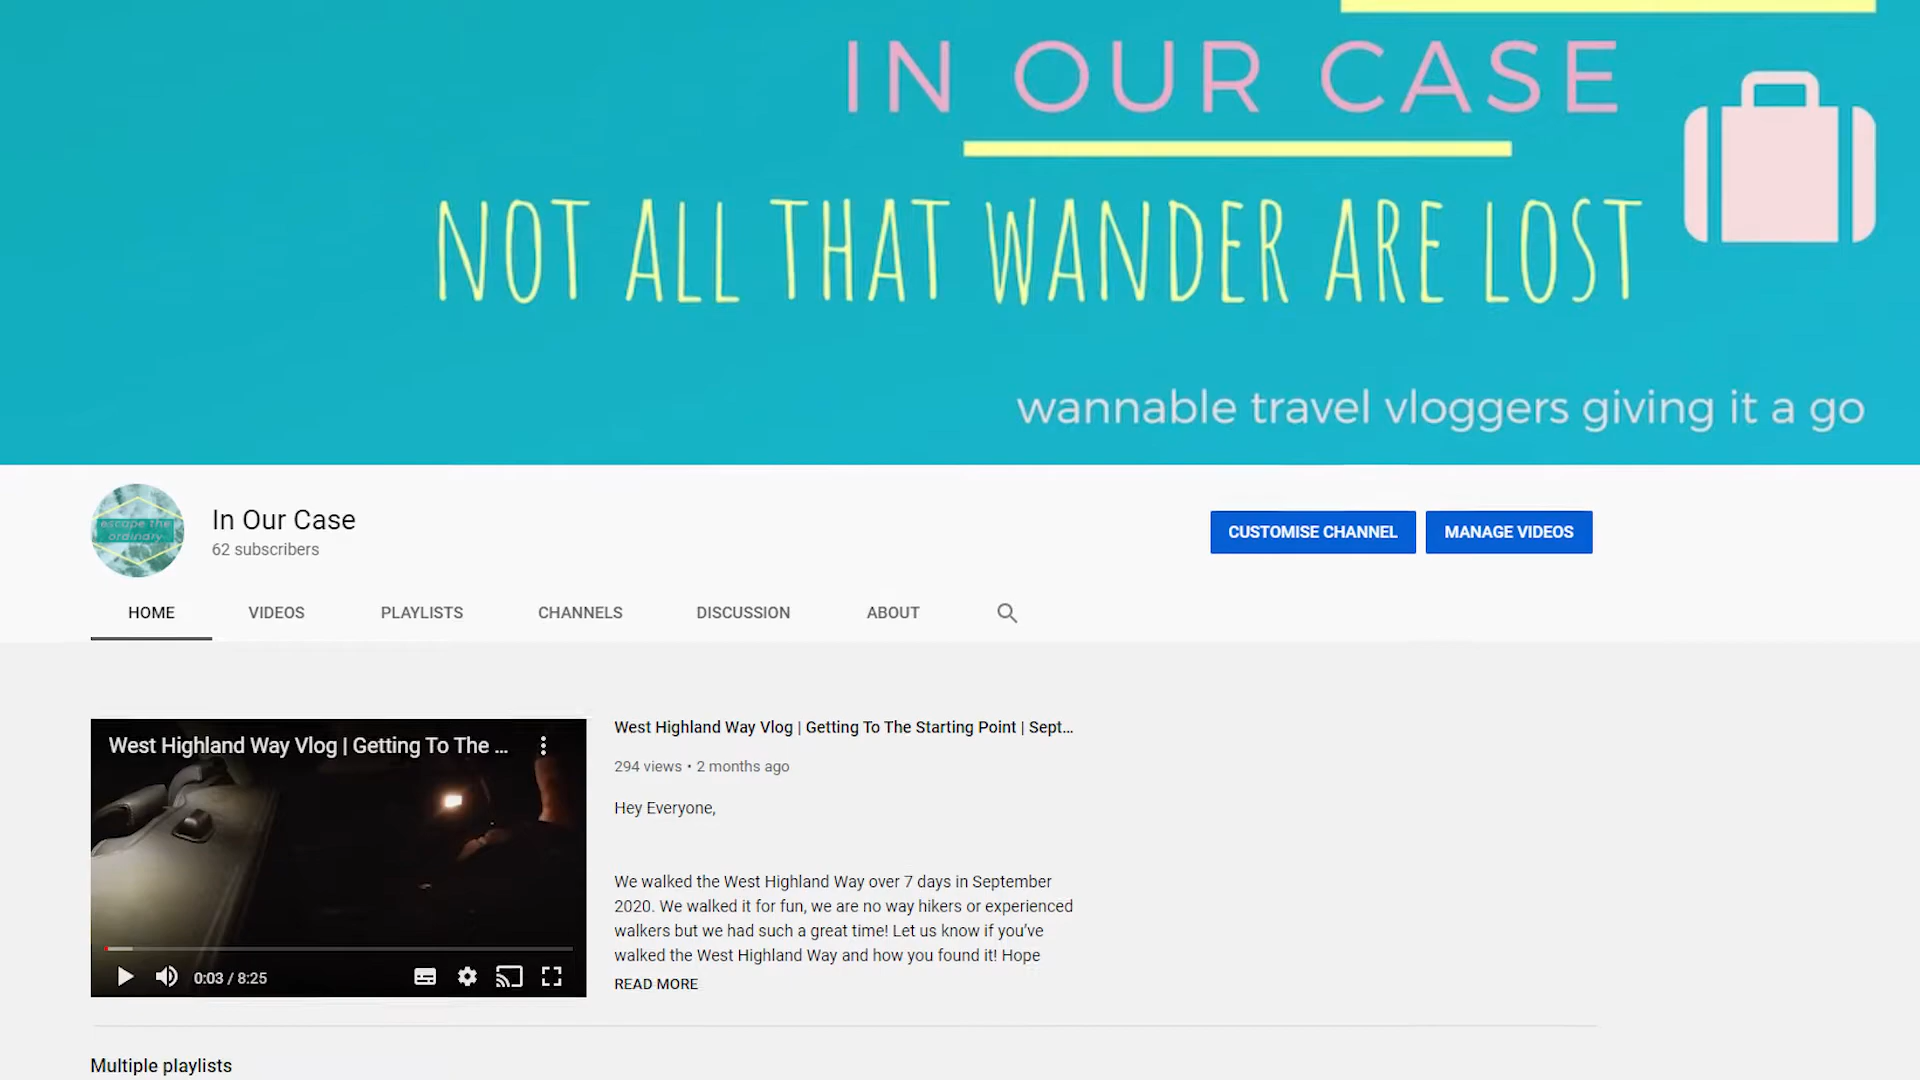 IN OUR CASE
NOT ALL THAT WANDER ARE LOST
wannable travel vloggers giving it a go
escape the
ordinary
In Our Case
62 subscribers
CUSTOMISE CHANNEL
MANAGE VIDEOS
HOME
VIDEOS
PLAYLISTS
CHANNELS
DISCUSSION
ABOUT
West Highland Way Vlog | Getting To The ...
0:03 / 8:25
West Highland Way Vlog | Getting To The Starting Point | Sept...
294 views • 2 months ago
Hey Everyone,
We walked the West Highland Way over 7 days in September
2020. We walked it for fun, we are no way hikers or experienced
walkers but we had such a great time! Let us know if you've
walked the West Highland Way and how you found it! Hope
READ MORE
Multiple playlists